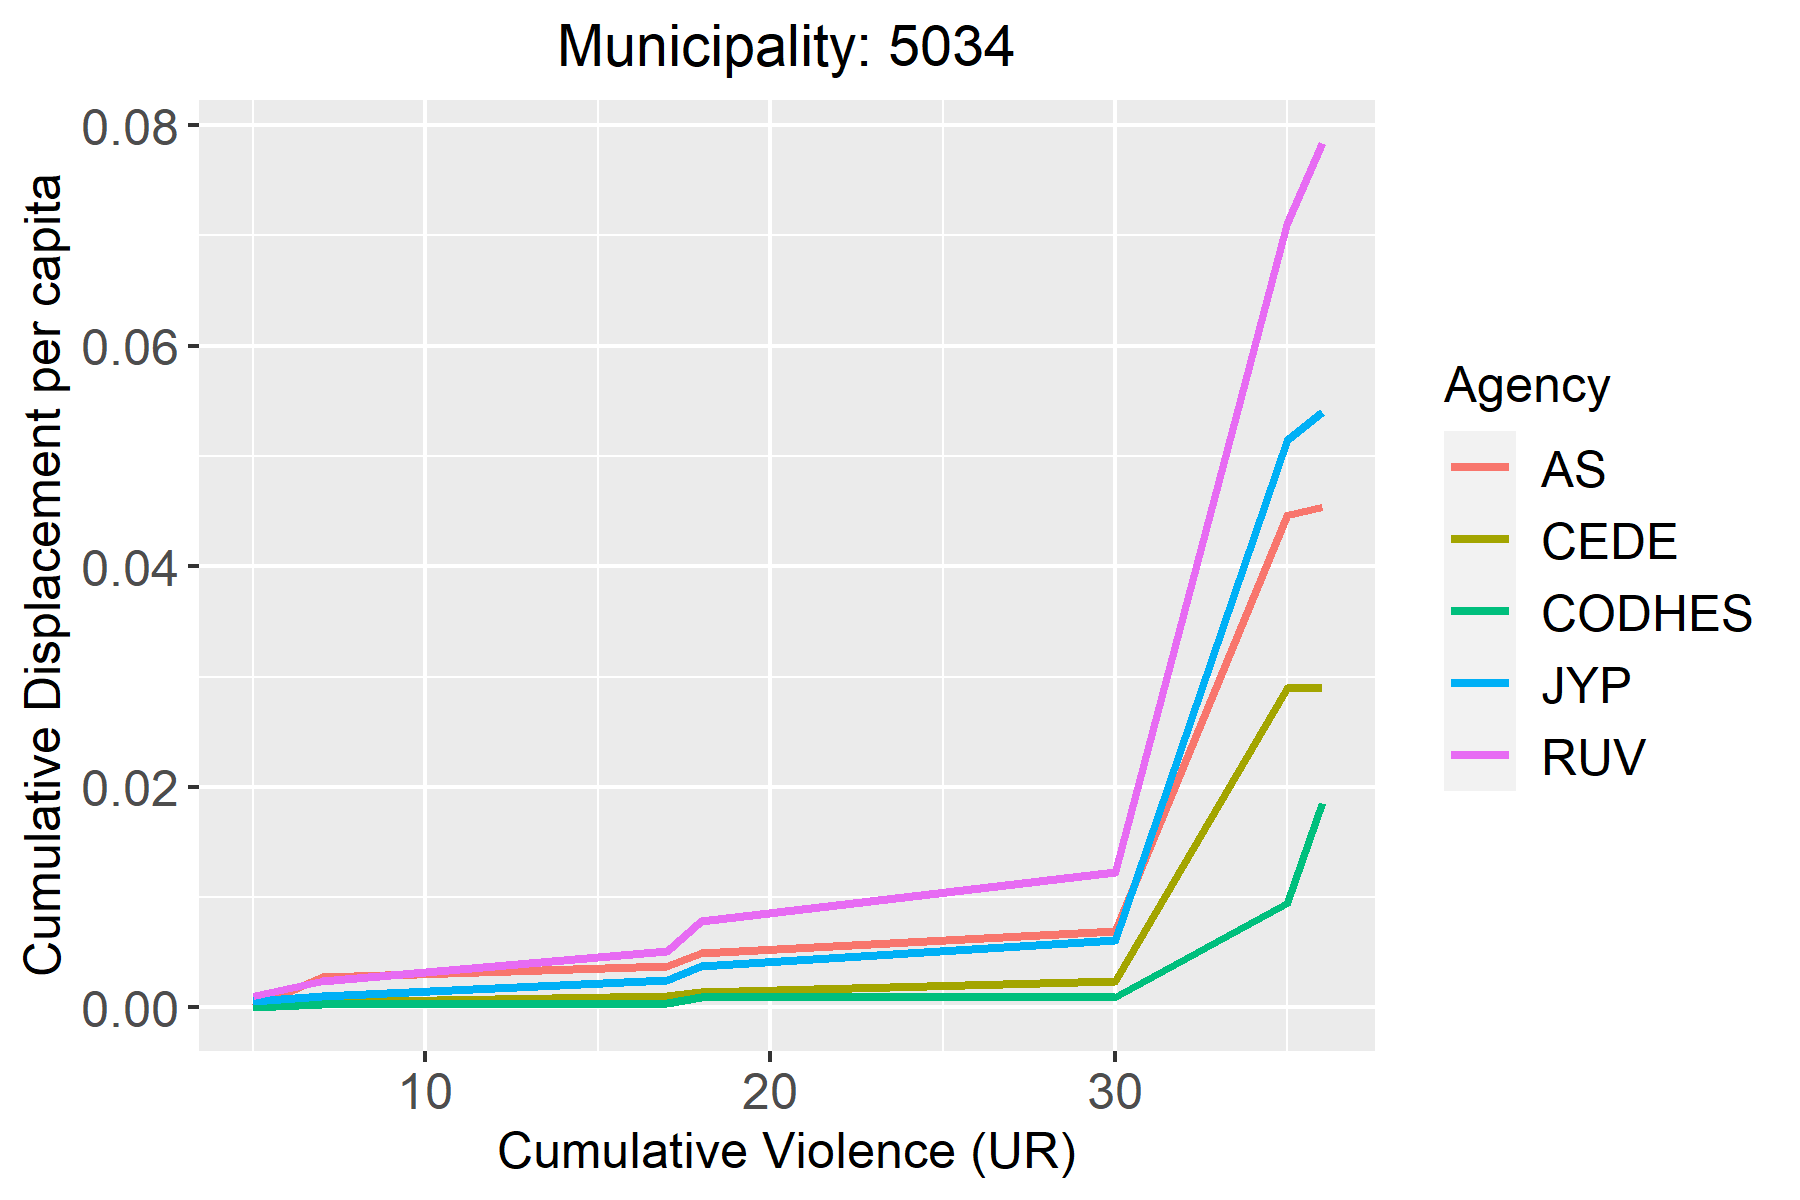 Municipality: 5034
Cumulative Displacement per capita
0.08
0.06
0.04
0.02
0.00
10 20 30
Cumulative Violence (UR)
Agency
AS
CEDE
CODHES
JYP
RUV